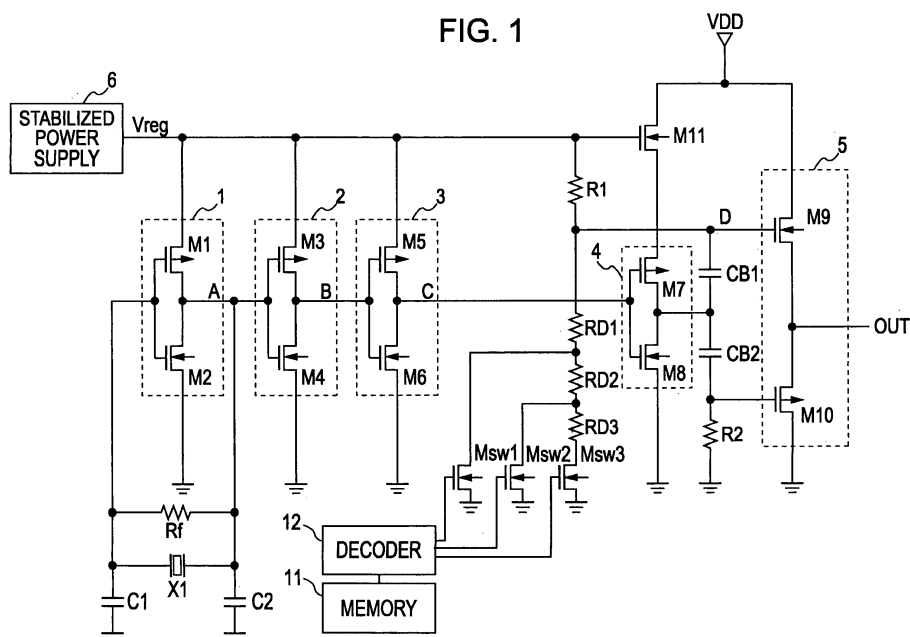 FIG. 1
VDD
6
STABILIZED
POWER
SUPPLY
Vreg
M11
5
1
2
3
R1
M1
M3
M5
D
M9
4
CB1
A
B
C
M7
OUT
RD1
CB2
M2
M4
M6
M8
RD2
M10
RD3
R2
Msw1
Msw2
Msw3
Rf
12
DECODER
X1
11
C1
C2
MEMORY